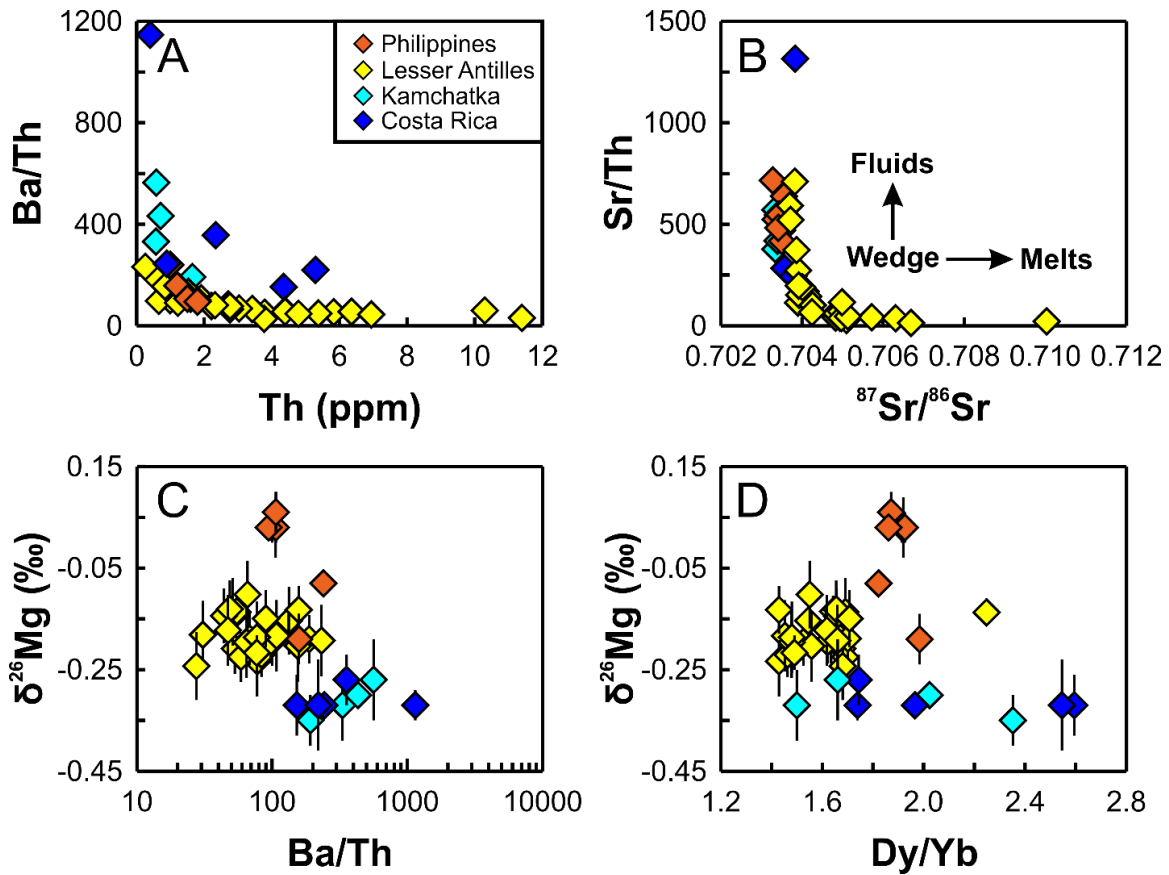 A
Ba/Th
1200
800
400
0
0 2 4 6 8 10 12
Th (ppm)
Philippines
Lesser Antilles
Kamchatka
Costa Rica
B
Sr/Th
1500
1000
500
0
0.702 0.704 0.706 0.708 0.710 0.712
⁸⁷Sr/⁸⁶Sr
Fluids
Wedge
Melts
C
δ²⁶Mg (‰)
0.15
-0.05
-0.25
-0.45
10 100 1000 10000
Ba/Th
D
δ²⁶Mg (‰)
0.15
-0.05
-0.25
-0.45
1.2 1.6 2.0 2.4 2.8
Dy/Yb